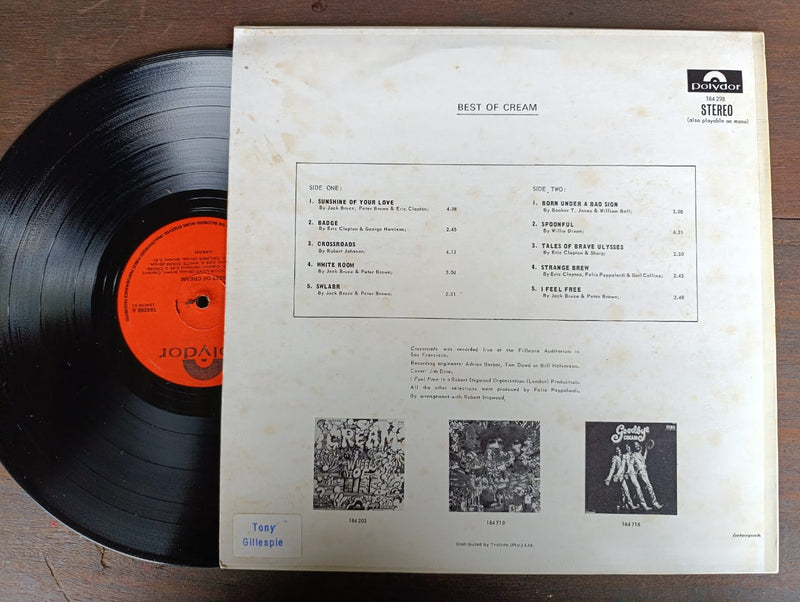 polydor
184 298
STEREO
(also playable on mono)
BEST OF CREAM
SIDE ONE:
1. SUNSHINE OF YOUR LOVE
By Jack Bruce, Peter Brown & Eric Clapton; 4.08
2. BADGE
By Eric Clapton & George Harrison; 2.45
3. CROSSROADS
By Robert Johnson; 4.13
4. WHITE ROOM
By Jack Bruce & Peter Brown; 3.04
5. SWLABR
By Jack Bruce & Peter Brown; 2.31
SIDE TWO:
1. BORN UNDER A BAD SIGN
By Booker T. Jones & William Bell; 3.08
2. SPOONFUL
By Willie Dixon; 6.31
3. TALES OF BRAVE ULYSSES
By Eric Clapton & Sharp; 2.50
4. STRANGE BREW
By Eric Clapton, Felix Pappalardi & Gail Collins; 2.45
5. I FEEL FREE
By Jack Bruce & Peter Brown; 2.48
Crossroads was recorded live at the Fillmore Auditorium in
San Francisco.
Recording engineers: Adrian Barber, Tom Dowd or Bill Halverson.
Cover: Jim Dine.
I Feel Free is a Robert Stigwood Organisation (London) Production.
All the other selections were produced by Felix Pappalardi.
By arrangement with Robert Stigwood.
CREAM
Goodbye
CREAM
184 203
184 710
184 718
Distributed by Trutone (Pty.) Ltd.
Tony
Gillespie
polydor
184298 A
BEST OF CREAM
CREAM